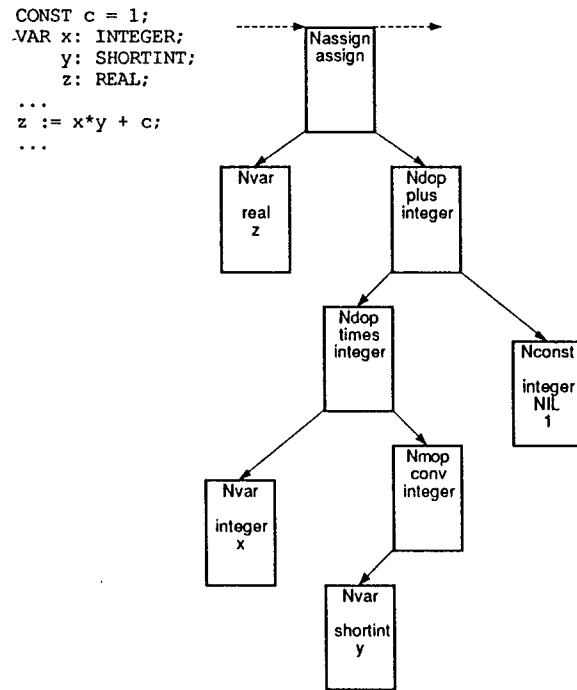 CONST c = 1;
VAR x: INTEGER;
y: SHORTINT;
z: REAL;
...
z := x*y + c;
...
Nassign
assign
Nvar
real
z
Ndop
plus
integer
Ndop
times
integer
Nconst
integer
NIL
1
Nvar
integer
x
Nmop
conv
integer
Nvar
shortint
y